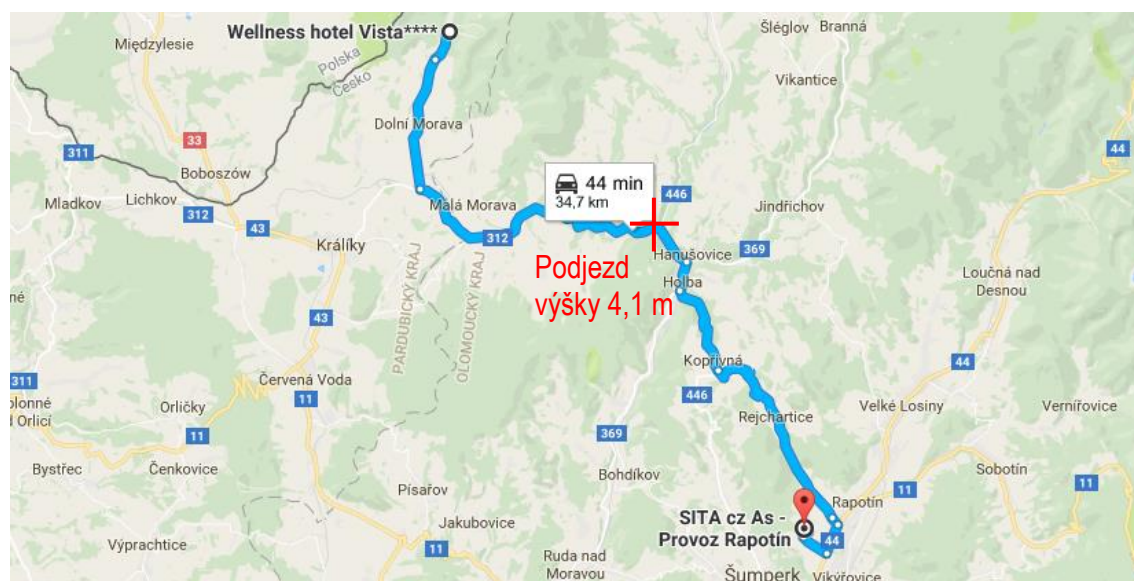 Wellness hotel Vista****
Międzylesie
Polska
Česko
Šléglov
Branná
Vikantice
33
Dolní Morava
44
311
Boboszów
44 min
34,7 km
446
Mladkov
Lichkov
312
43
Malá Morava
Jindřichov
Králíky
312
Hanušovice
369
Podjezd
výšky 4,1 m
Holba
Loučná nad
Desnou
né
PARDUBICKÝ KRAJ
OLOMOUCKÝ KRAJ
43
Kopřivná
44
311
Červená Voda
11
446
olonné
d Orlicí
Orličky
Rejchartice
Velké Losiny
Vernířovice
11
369
Bystřec
Čenkovice
Bohdíkov
Sobotín
Písařov
11
11
Rapotín
SITA cz As -
Provoz Rapotín
Jakubovice
44
Výprachtice
11
Ruda nad
Moravou
Šumperk
Vikýřovice